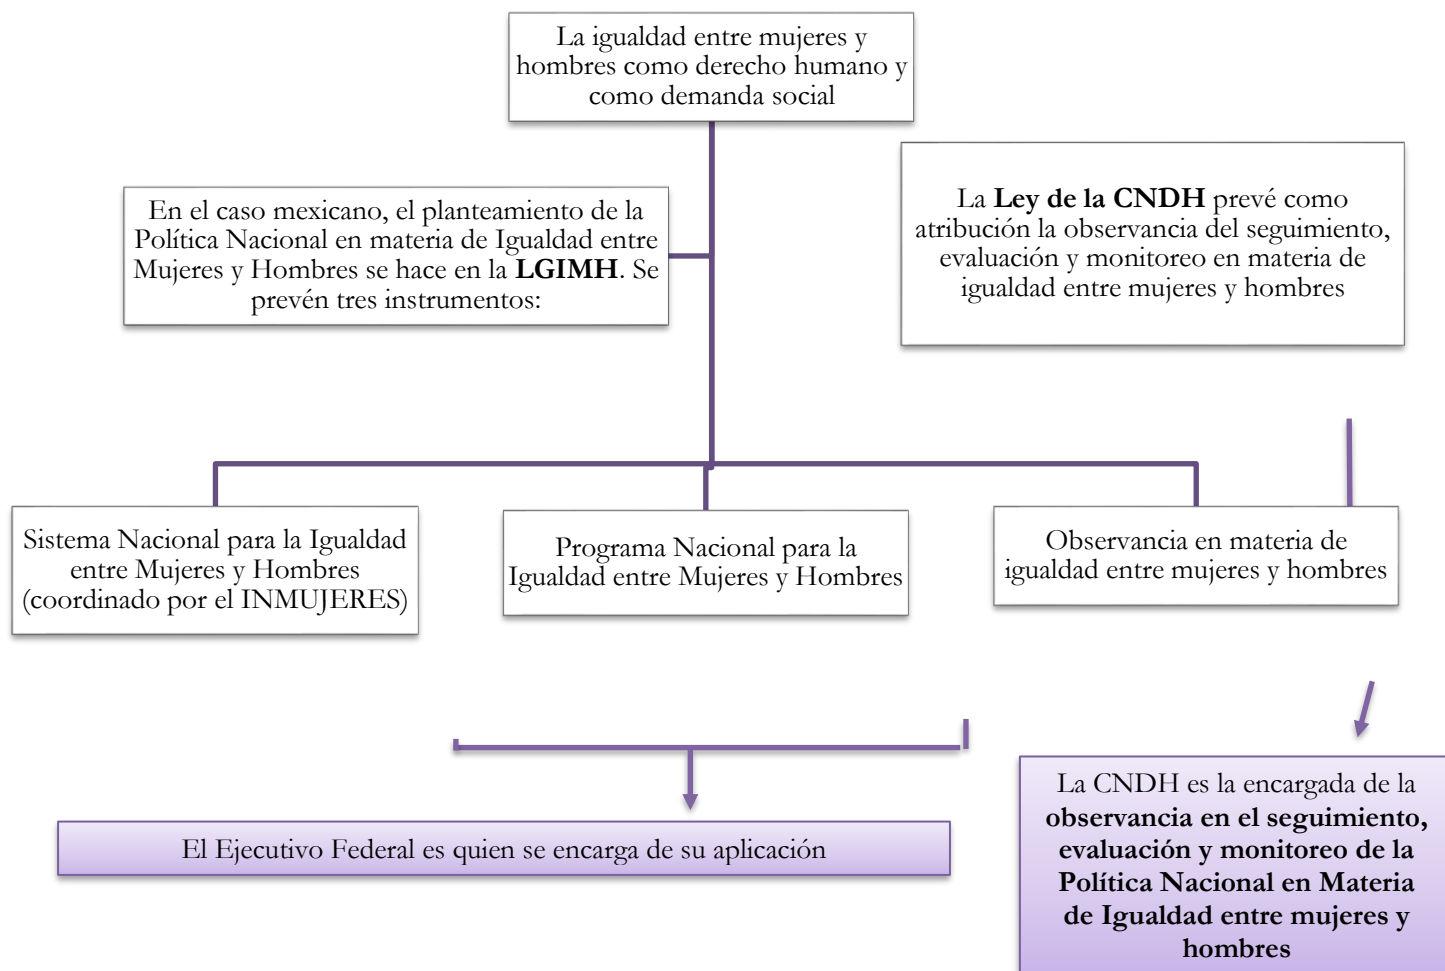 La igualdad entre mujeres y
hombres como derecho humano y
como demanda social
En el caso mexicano, el planteamiento de la
Política Nacional en materia de Igualdad entre
Mujeres y Hombres se hace en la LGIMH. Se
prevén tres instrumentos:
La Ley de la CNDH prevé como
atribución la observancia del seguimiento,
evaluación y monitoreo en materia de
igualdad entre mujeres y hombres
Sistema Nacional para la Igualdad
entre Mujeres y Hombres
(coordinado por el INMUJERES)
Programa Nacional para la
Igualdad entre Mujeres y Hombres
Observancia en materia de
igualdad entre mujeres y hombres
El Ejecutivo Federal es quien se encarga de su aplicación
La CNDH es la encargada de la
observancia en el seguimiento,
evaluación y monitoreo de la
Política Nacional en Materia
de Igualdad entre mujeres y
hombres